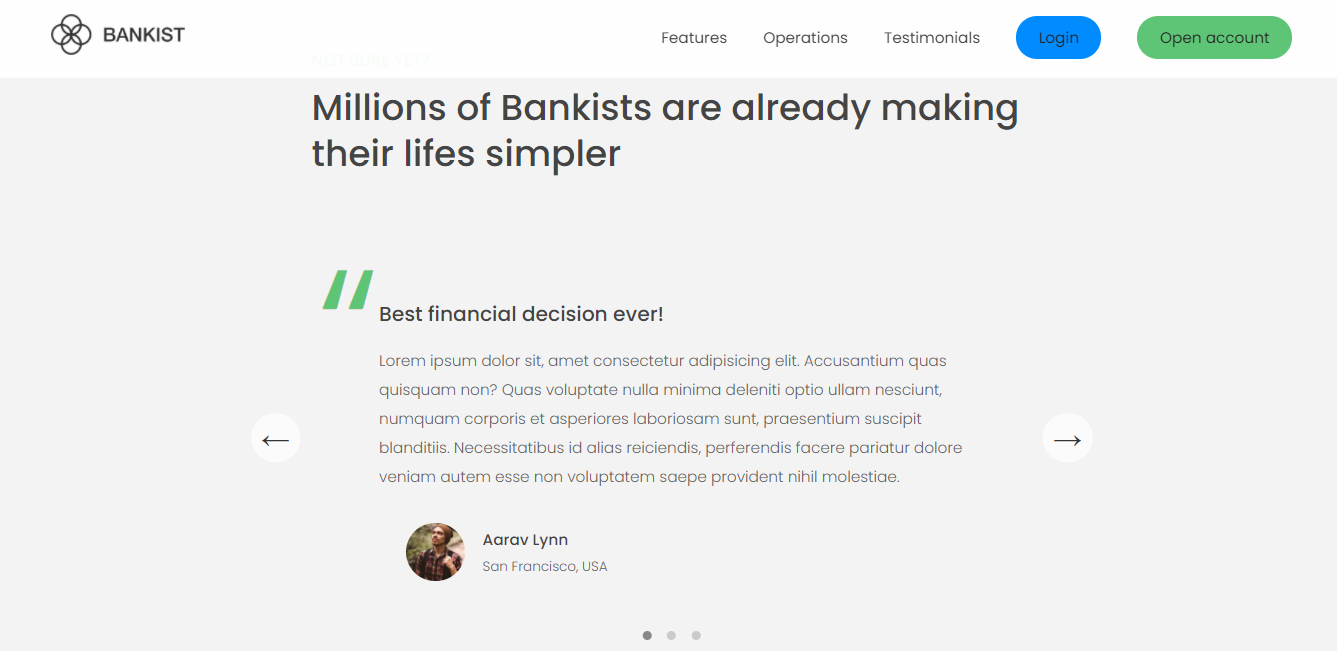 BANKIST
Features
Operations
Testimonials
Login
Open account
NOT SURE YET?
Millions of Bankists are already making
their lifes simpler
Best financial decision ever!
Lorem ipsum dolor sit, amet consectetur adipisicing elit. Accusantium quas
quisquam non? Quas voluptate nulla minima deleniti optio ullam nesciunt,
numquam corporis et asperiores laboriosam sunt, praesentium suscipit
blanditiis. Necessitatibus id alias reiciendis, perferendis facere pariatur dolore
veniam autem esse non voluptatem saepe provident nihil molestiae.
Aarav Lynn
San Francisco, USA